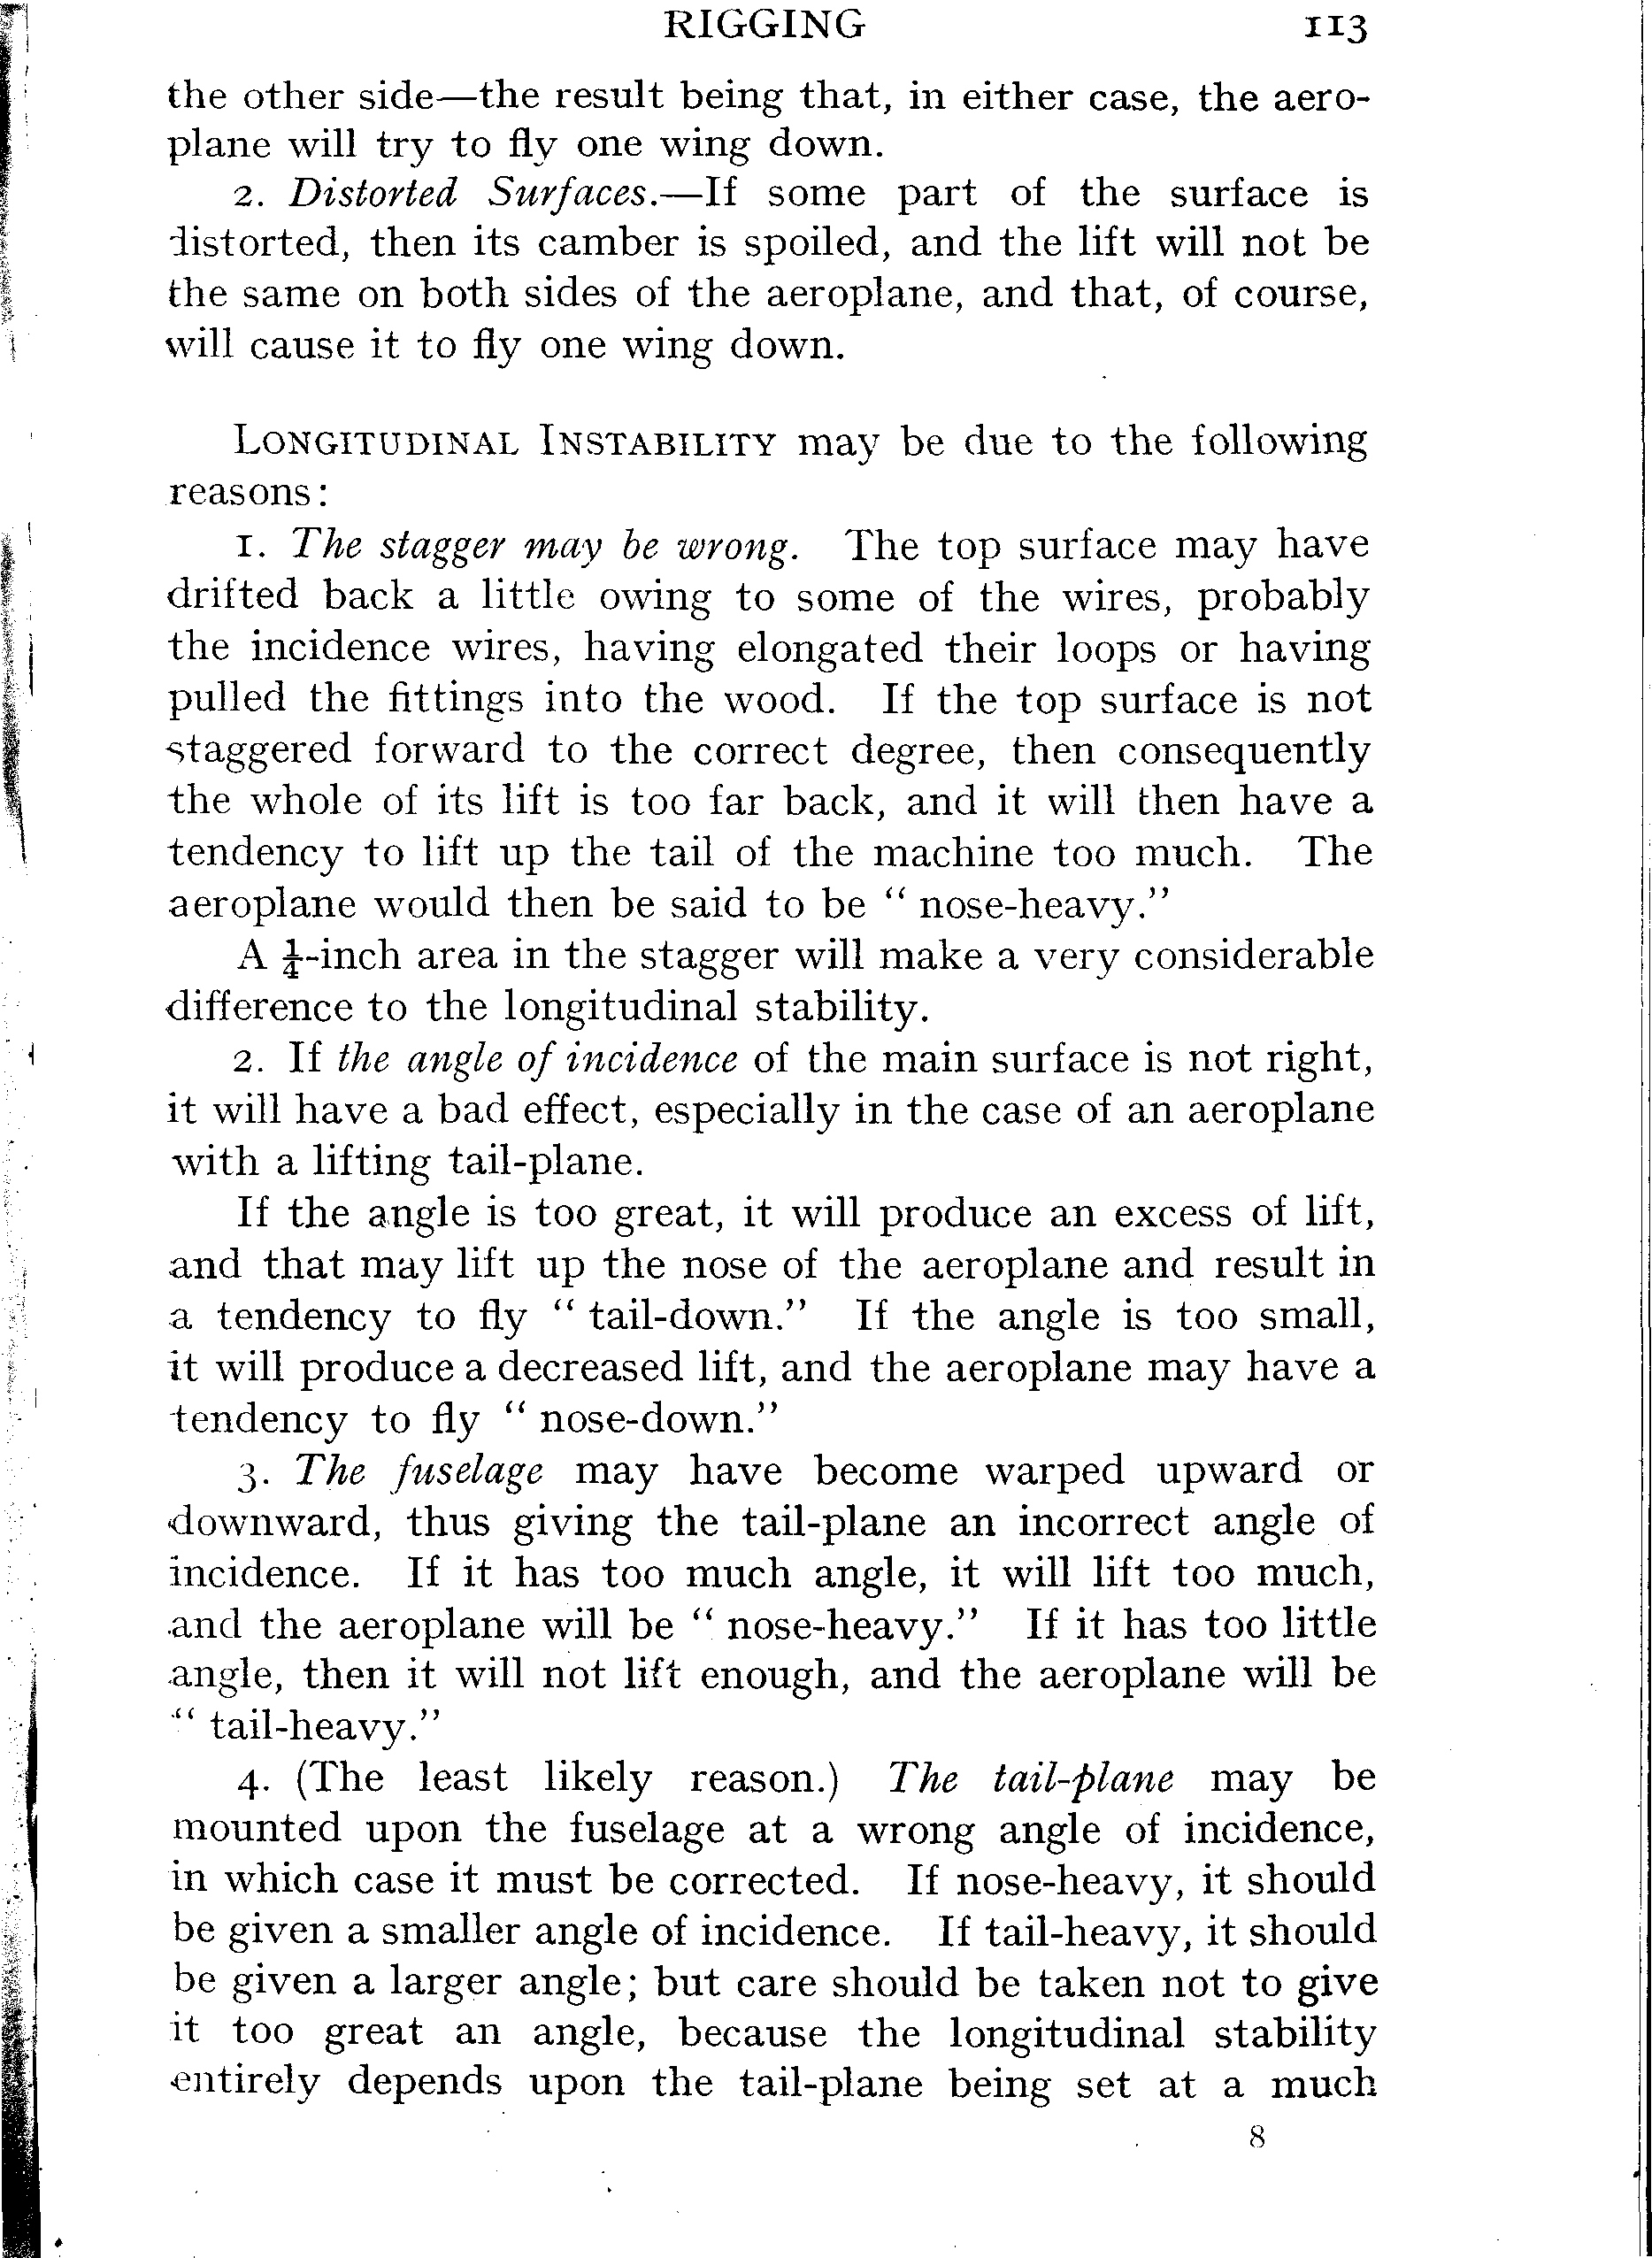 RIGGING 113
the other side—the result being that, in either case, the aero-
plane will try to fly one wing down.
2. Distorted Surfaces.—If some part of the surface is
distorted, then its camber is spoiled, and the lift will not be
the same on both sides of the aeroplane, and that, of course,
will cause it to fly one wing down.
LONGITUDINAL INSTABILITY may be due to the following
reasons:
1. The stagger may be wrong. The top surface may have
drifted back a little owing to some of the wires, probably
the incidence wires, having elongated their loops or having
pulled the fittings into the wood. If the top surface is not
staggered forward to the correct degree, then consequently
the whole of its lift is too far back, and it will then have a
tendency to lift up the tail of the machine too much. The
aeroplane would then be said to be “ nose-heavy.”
A ¼-inch area in the stagger will make a very considerable
difference to the longitudinal stability.
2. If the angle of incidence of the main surface is not right,
it will have a bad effect, especially in the case of an aeroplane
with a lifting tail-plane.
If the angle is too great, it will produce an excess of lift,
and that may lift up the nose of the aeroplane and result in
a tendency to fly “ tail-down.” If the angle is too small,
it will produce a decreased lift, and the aeroplane may have a
tendency to fly “ nose-down.”
3. The fuselage may have become warped upward or
downward, thus giving the tail-plane an incorrect angle of
incidence. If it has too much angle, it will lift too much,
and the aeroplane will be “ nose-heavy.” If it has too little
angle, then it will not lift enough, and the aeroplane will be
“ tail-heavy.”
4. (The least likely reason.) The tail-plane may be
mounted upon the fuselage at a wrong angle of incidence,
in which case it must be corrected. If nose-heavy, it should
be given a smaller angle of incidence. If tail-heavy, it should
be given a larger angle; but care should be taken not to give
it too great an angle, because the longitudinal stability
entirely depends upon the tail-plane being set at a much
8